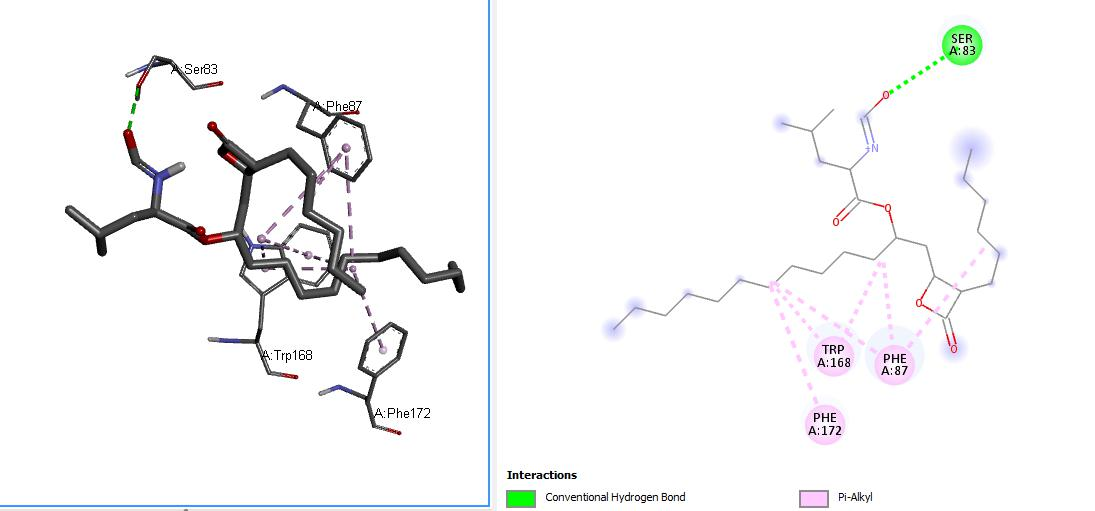 A:Ser83
A:Phe87
A:Trp168
A:Phe172
SER
A:83
O
N
O
O
O
O
TRP
A:168
PHE
A:87
PHE
A:172
Interactions
Conventional Hydrogen Bond
Pi-Alkyl